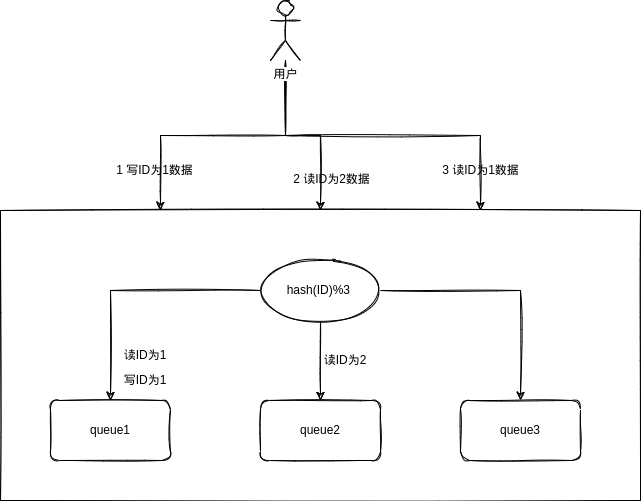 用户
1 写ID为1数据
2 读ID为2数据
3 读ID为1数据
hash(ID)%3
读ID为1
写ID为1
读ID为2
queue1
queue2
queue3